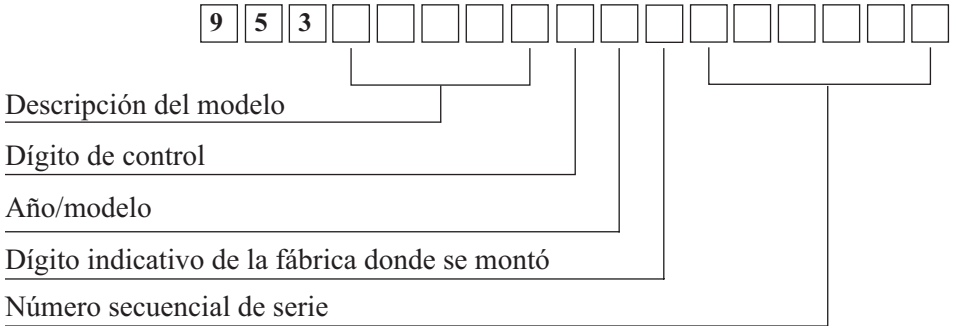 9 5 3
Descripción del modelo
Dígito de control
Año/modelo
Dígito indicativo de la fábrica donde se montó
Número secuencial de serie